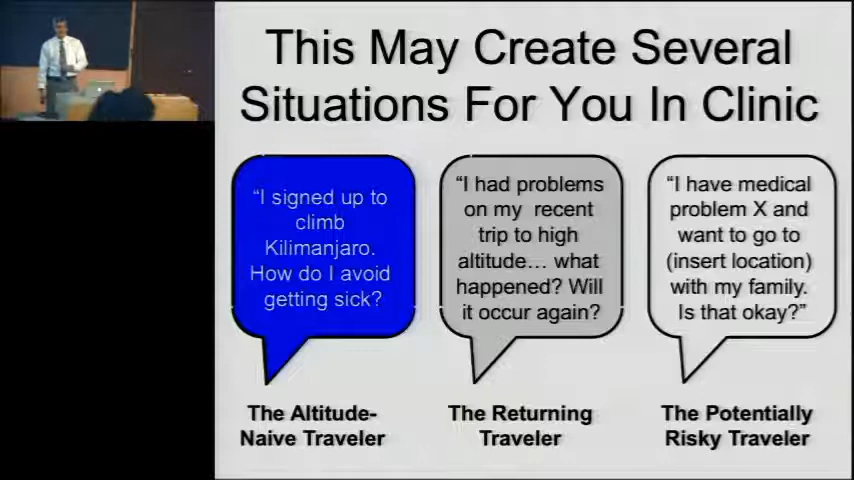 This May Create Several
Situations For You In Clinic
“I signed up to
climb
Kilimanjaro.
How do I avoid
getting sick?
“I had problems
on my recent
trip to high
altitude… what
happened? Will
it occur again?
“I have medical
problem X and
want to go to
(insert location)
with my family.
Is that okay?”
The Altitude-
Naive Traveler
The Returning
Traveler
The Potentially
Risky Traveler